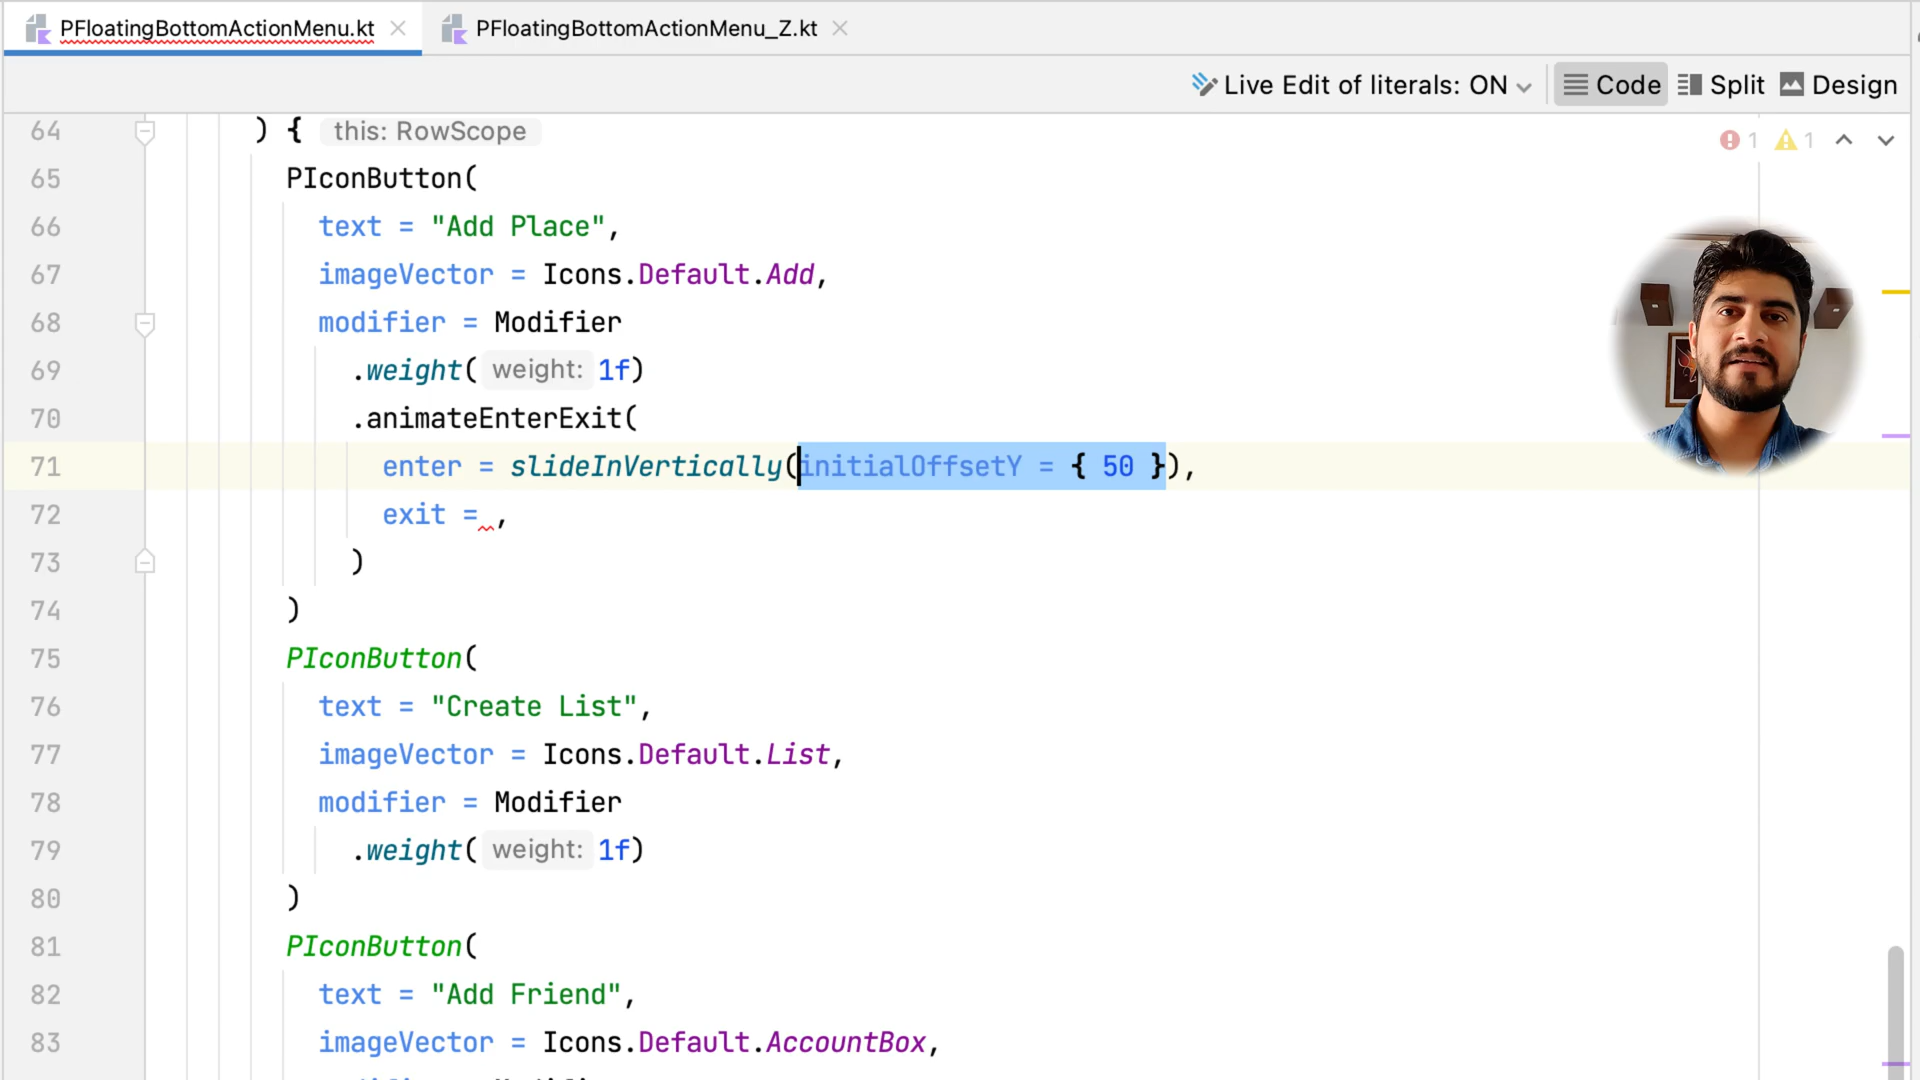 PFloatingBottomActionMenu.kt
PFloatingBottomActionMenu_Z.kt
Live Edit of literals: ON
Code
Split
Design
64 ) { this: RowScope
1 1
65 PIconButton(
66 text = "Add Place",
67 imageVector = Icons.Default.Add,
68 modifier = Modifier
69 .weight( weight: 1f)
70 .animateEnterExit(
71 enter = slideInVertically(initialOffsetY = { 50 }),
72 exit = ,
73 )
74 )
75 PIconButton(
76 text = "Create List",
77 imageVector = Icons.Default.List,
78 modifier = Modifier
79 .weight( weight: 1f)
80 )
81 PIconButton(
82 text = "Add Friend",
83 imageVector = Icons.Default.AccountBox,